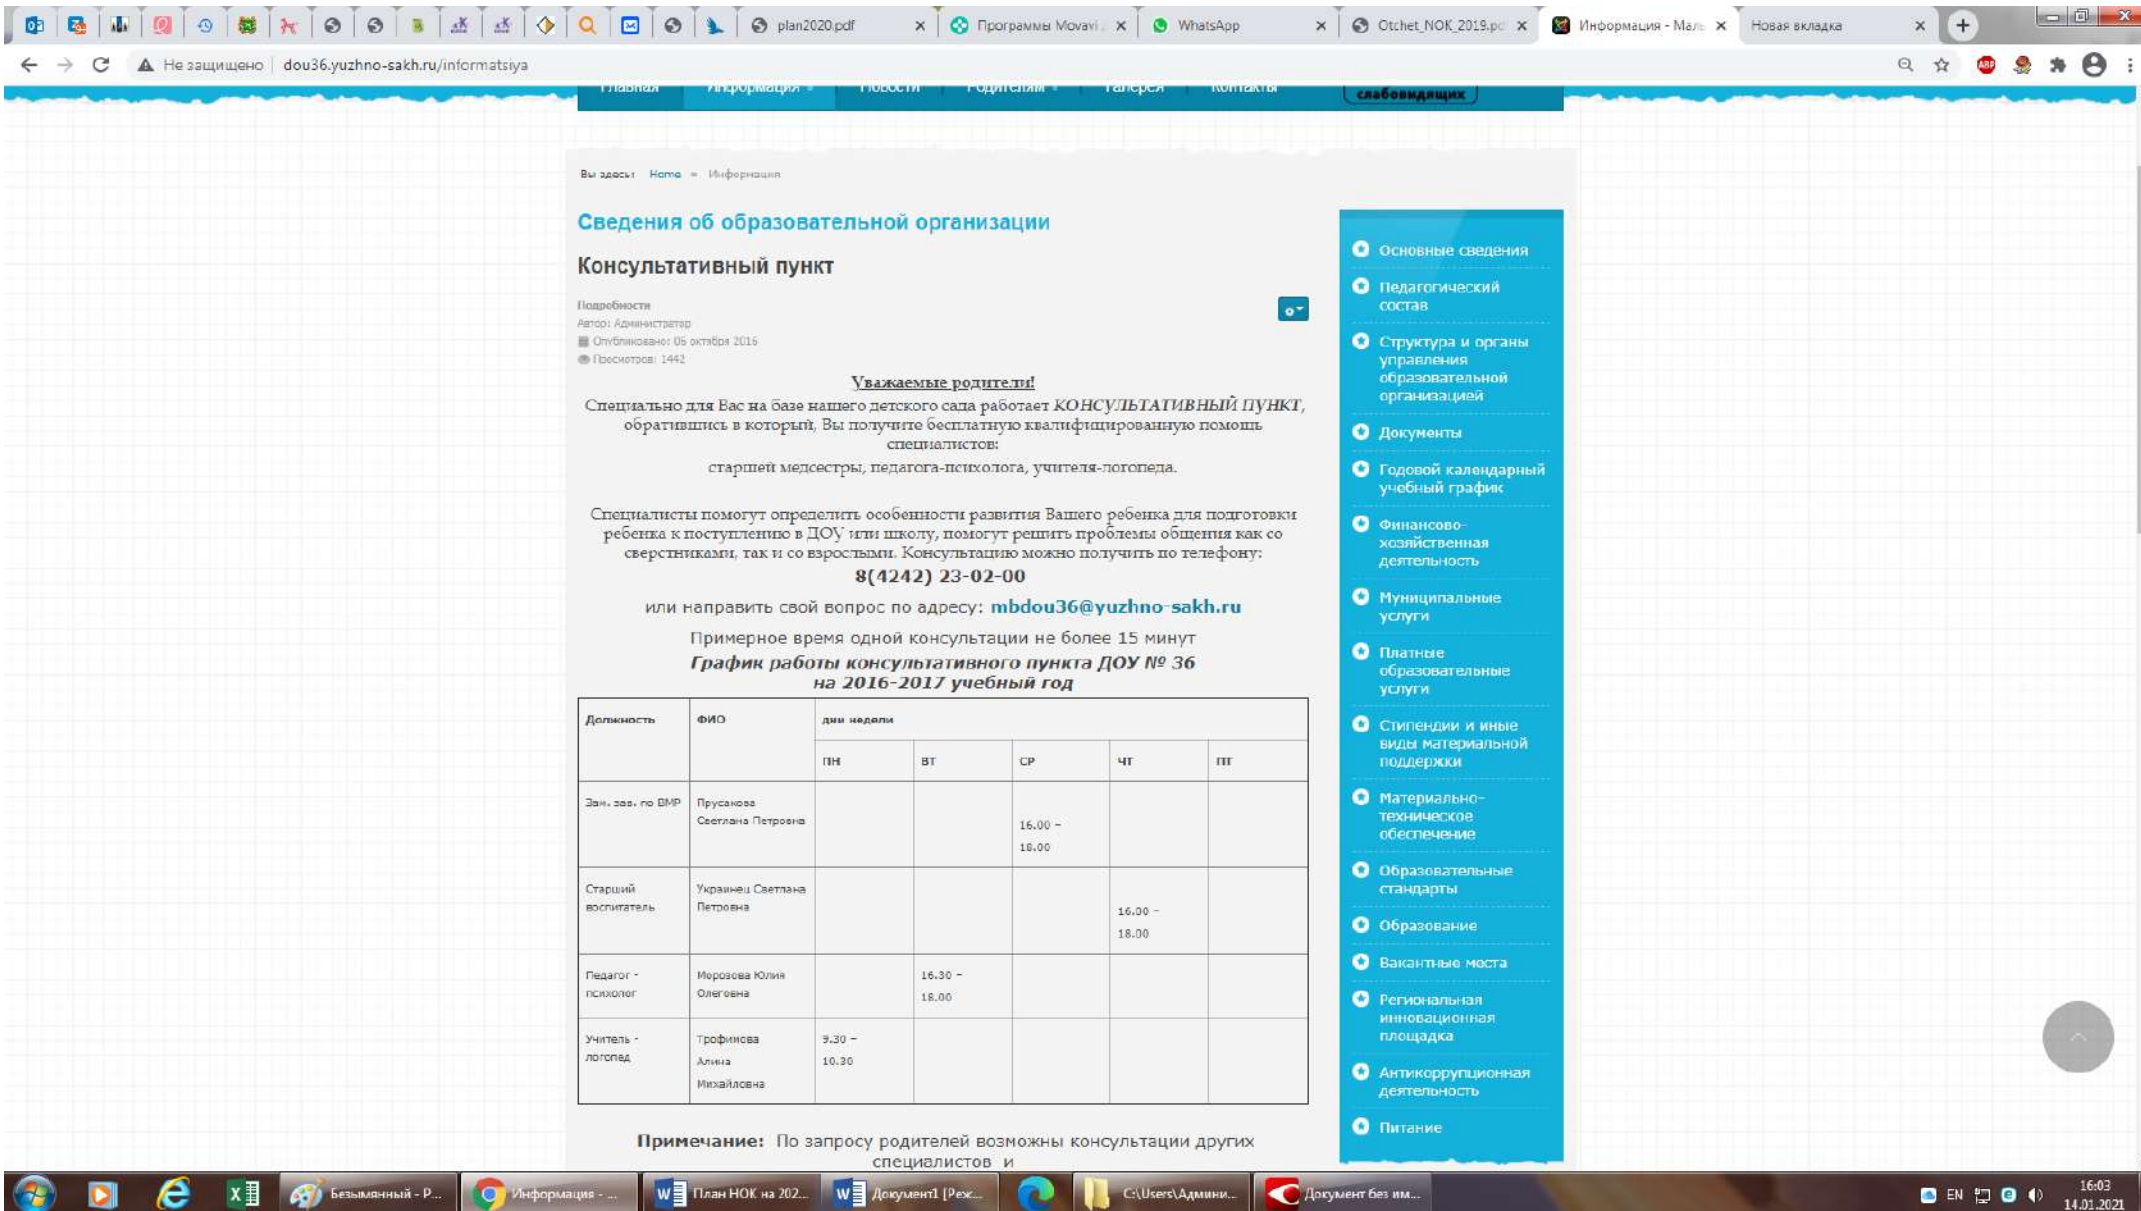 plan2020.pdf
Программы Movavi
WhatsApp
Otchet_NOK_2019.pd
Информация - Мал
Новая вкладка
Не защищено
dou36.yuzhno-sakh.ru/informatsiya
Главная
Информация
Новости
Родителям
Галерея
Контакты
слабовидящих
Вы здесь: Home
Информация
Сведения об образовательной организации
Консультативный пункт
Подробности
Автор: Администратор
Опубликовано: 06 октября 2016
Просмотров: 1442
Уважаемые родители!
Специально для Вас на базе нашего детского сада работает КОНСУЛЬТАТИВНЫЙ ПУНКТ,
обратившись в который, Вы получите бесплатную квалифицированную помощь
специалистов:
старшей медсестры, педагога-психолога, учителя-логопеда.
Специалисты помогут определить особенности развития Вашего ребенка для подготовки
ребенка к поступлению в ДОУ или школу, помогут решить проблемы общения как со
сверстниками, так и со взрослыми. Консультацию можно получить по телефону:
8(4242) 23-02-00
или направить свой вопрос по адресу: mbdou36@yuzhno-sakh.ru
Примерное время одной консультации не более 15 минут
График работы консультативного пункта ДОУ № 36
на 2016-2017 учебный год
Должность
ФИО
дни недели
ПН
ВТ
СР
ЧТ
ПТ
Зам. зав. по ВМР
Прусакова
Светлана Петровна
16.00 –
18.00
Старший
воспитатель
Украинец Светлана
Петровна
16.00 –
18.00
Педагог -
психолог
Морозова Юлия
Олеговна
16.30 –
18.00
Учитель -
логопед
Трофимова
Алина
Михайловна
9.30 –
10.30
Примечание: По запросу родителей возможны консультации других
специалистов и
Основные сведения
Педагогический
состав
Структура и органы
управления
образовательной
организацией
Документы
Годовой календарный
учебный график
Финансово-
хозяйственная
деятельность
Муниципальные
услуги
Платные
образовательные
услуги
Стипендии и иные
виды материальной
поддержки
Материально-
техническое
обеспечение
Образовательные
стандарты
Образование
Вакантные места
Региональная
инновационная
площадка
Антикоррупционная
деятельность
Питание
Безымянный - P...
Информация - ...
План НОК на 202...
Документ1 [Реж...
C:\Users\Админи...
Документ без им...
EN
16:03
14.01.2021